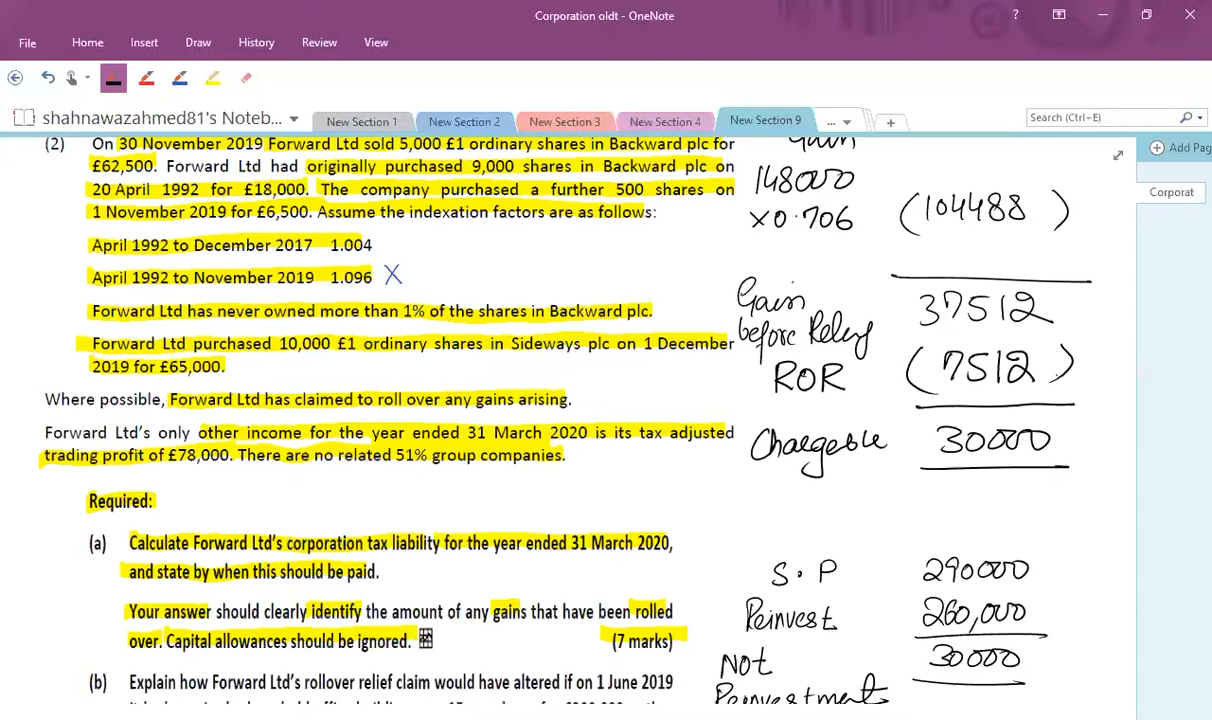 Corporation oldt - OneNote
?
File Home Insert Draw History Review View
shahnawazahmed81's Noteb...
New Section 1
New Section 2
New Section 3
New Section 4
New Section 9
...
Search (Ctrl+E)
Add Pag
Corporat
(2) On 30 November 2019 Forward Ltd sold 5,000 £1 ordinary shares in Backward plc for
£62,500. Forward Ltd had originally purchased 9,000 shares in Backward plc on
20 April 1992 for £18,000. The company purchased a further 500 shares on
1 November 2019 for £6,500. Assume the indexation factors are as follows:
April 1992 to December 2017 1.004
April 1992 to November 2019 1.096 X
Forward Ltd has never owned more than 1% of the shares in Backward plc.
Forward Ltd purchased 10,000 £1 ordinary shares in Sideways plc on 1 December
2019 for £65,000.
Where possible, Forward Ltd has claimed to roll over any gains arising.
Forward Ltd's only other income for the year ended 31 March 2020 is its tax adjusted
trading profit of £78,000. There are no related 51% group companies.
Required:
(a) Calculate Forward Ltd's corporation tax liability for the year ended 31 March 2020,
and state by when this should be paid.
Your answer should clearly identify the amount of any gains that have been rolled
over. Capital allowances should be ignored. (7 marks)
(b) Explain how Forward Ltd's rollover relief claim would have altered if on 1 June 2019
Gain
148000
×0.706 (104488)
Gain 37512
before Relief
ROR (7512)
Chargeable 30000
S.P 290000
Reinvest 260,000
Not 30000
Reinvestment